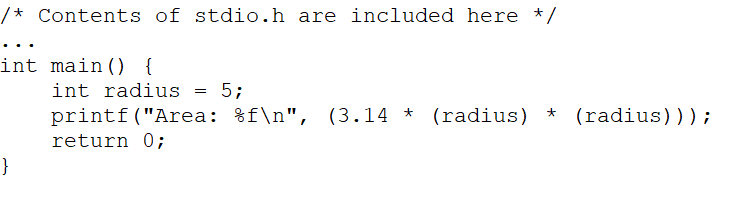 /* Contents of stdio.h are included here */
...
int main() {
    int radius = 5;
    printf("Area: %f\n", (3.14 * (radius) * (radius)));
    return 0;
}